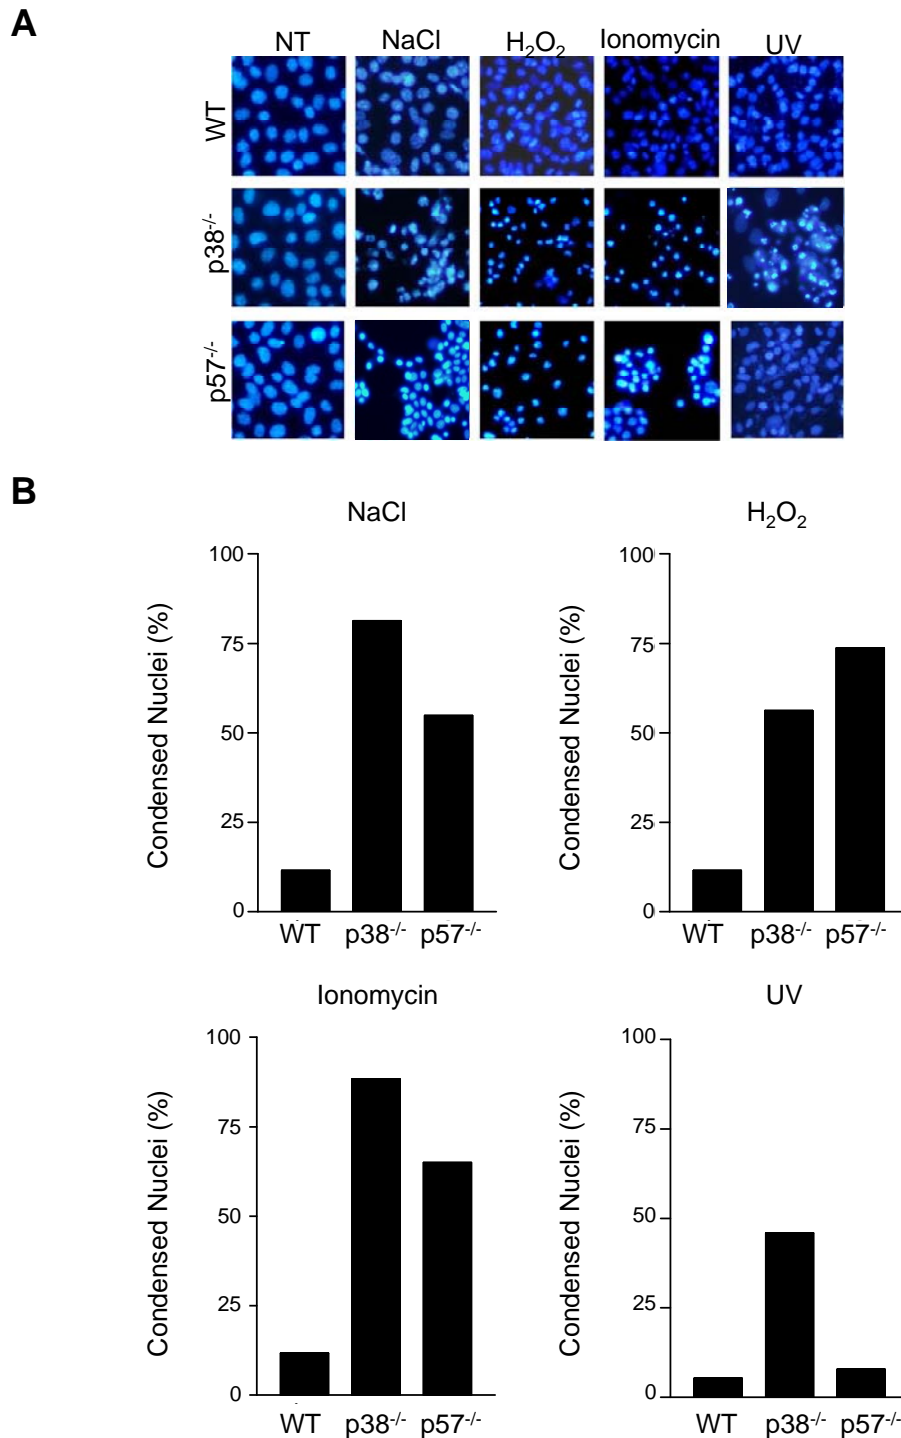 A
NT NaCl H₂O₂ Ionomycin UV
WT
p38⁻/⁻
p57⁻/⁻
B
NaCl
100
75
50
25
0
Condensed Nuclei (%)
WT p38⁻/⁻ p57⁻/⁻
H₂O₂
100
75
50
25
0
Condensed Nuclei (%)
WT p38⁻/⁻ p57⁻/⁻
Ionomycin
100
75
50
25
0
Condensed Nuclei (%)
WT p38⁻/⁻ p57⁻/⁻
UV
100
75
50
25
0
Condensed Nuclei (%)
WT p38⁻/⁻ p57⁻/⁻